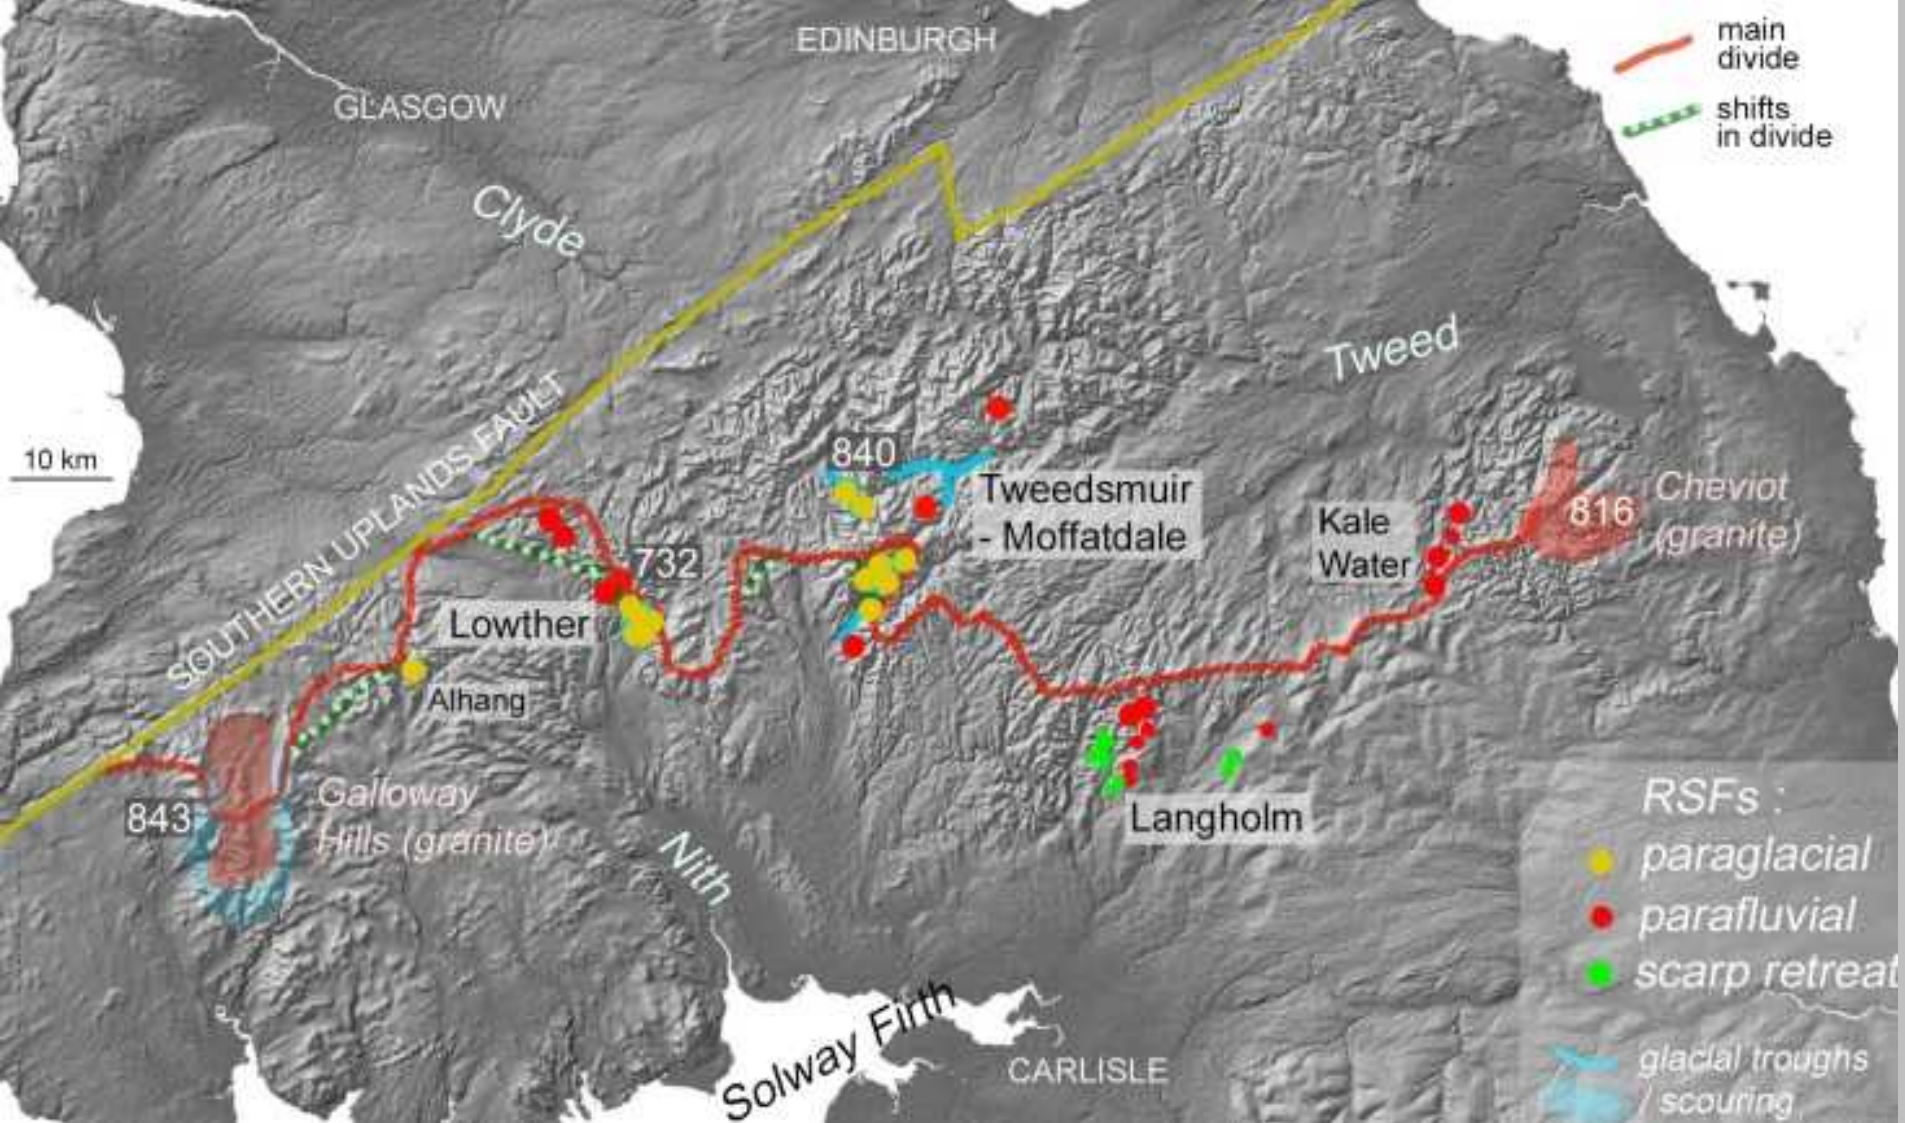 EDINBURGH
main
divide
GLASGOW
shifts
in divide
Clyde
Tweed
SOUTHERN UPLANDS FAULT
10 km
840
Tweedsmuir
- Moffatdale
Kale
Water
816
Cheviot
(granite)
732
Lowther
Alhang
843
Galloway
Hills (granite)
Langholm
Nith
RSFs :
paraglacial
parafluvial
scarp retreat
Solway Firth
CARLISLE
glacial troughs
/ scouring